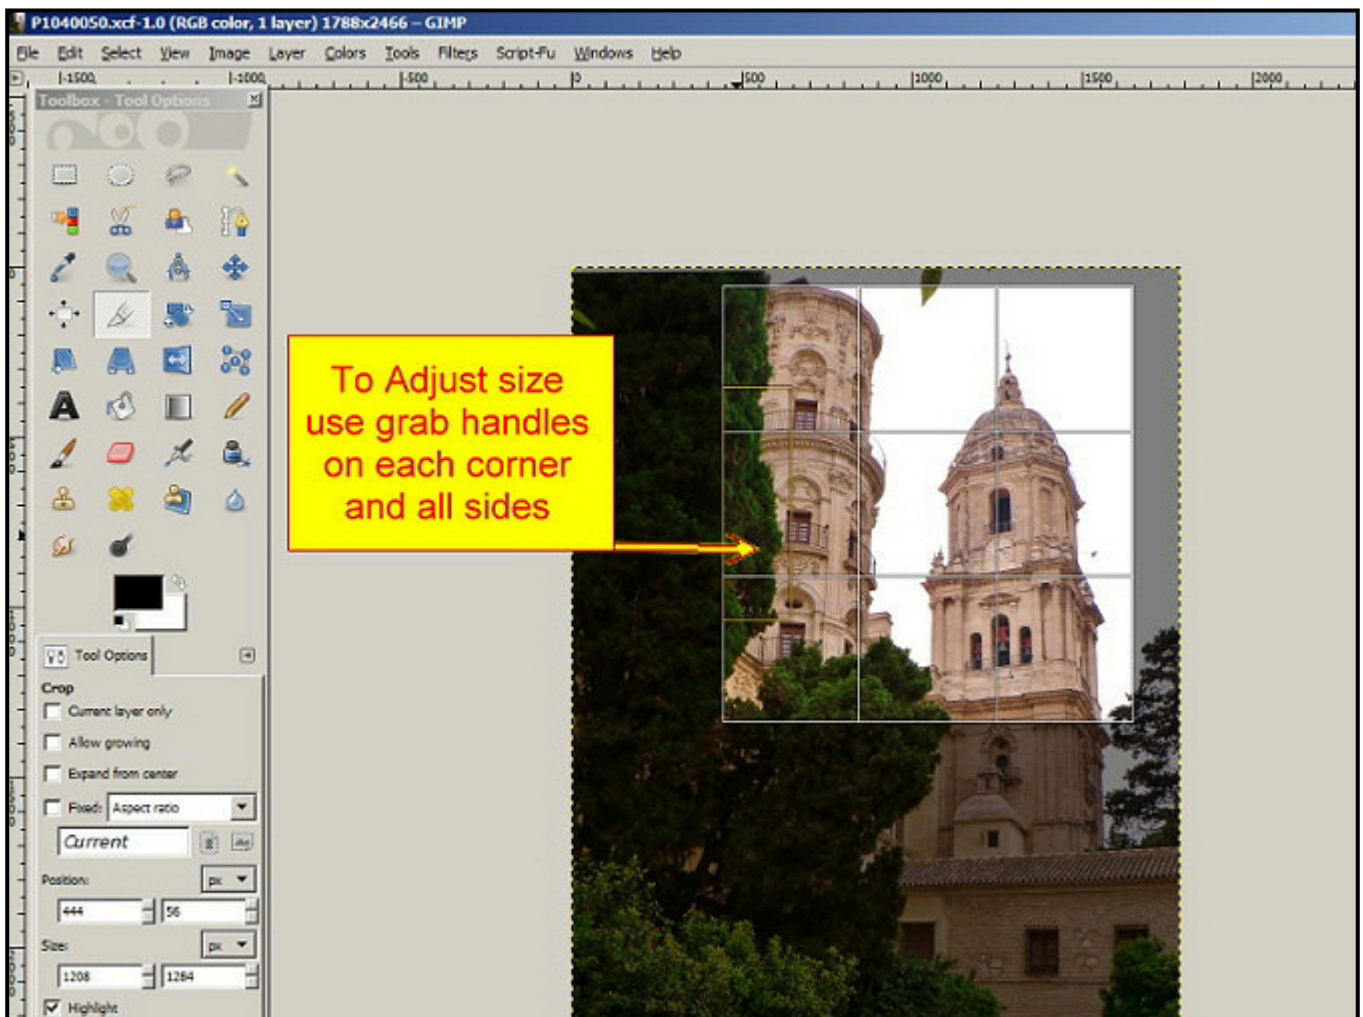 P1040050.xcf-1.0 (RGB color, 1 layer) 1788x2466 – GIMP
File Edit Select View Image Layer Colors Tools Filters Script-Fu Windows Help
-1500 -1000 -500 0 500 1000 1500 2000
Toolbox - Tool Options
To Adjust size
use grab handles
on each corner
and all sides
Tool Options
Crop
Current layer only
Allow growing
Expand from center
Fixed: Aspect ratio
Current
Position: px
444 56
Size: px
1208 1284
Highlight